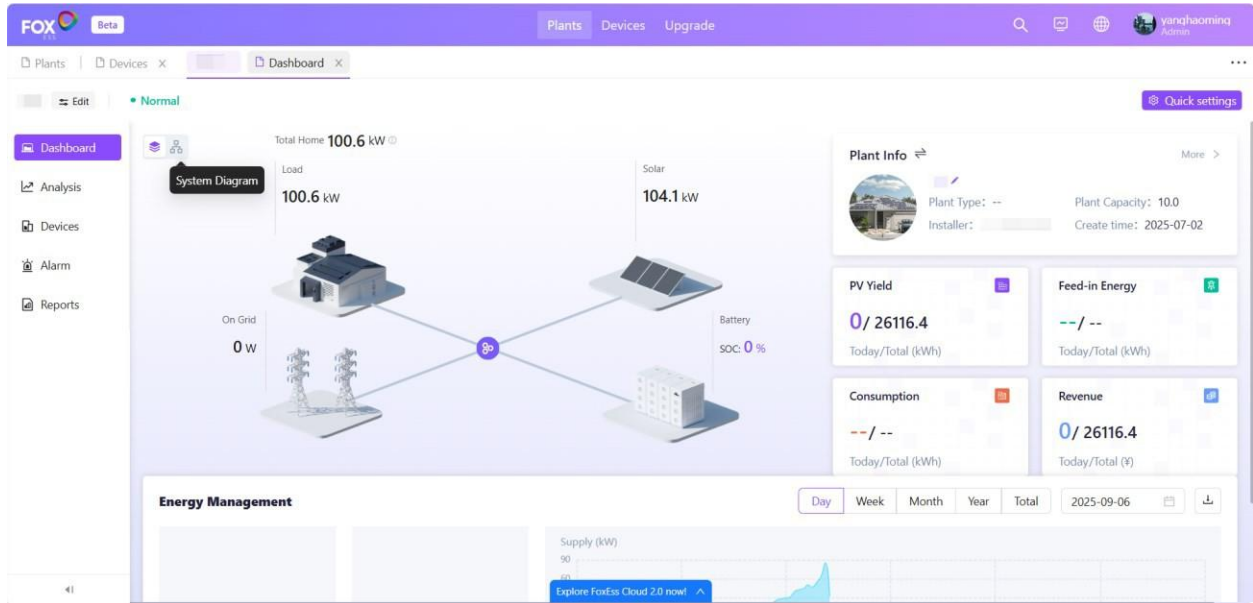 FOX ESS Beta Plants Devices Upgrade yanghaoming
Admin
Plants Devices Dashboard
Edit Normal Quick settings
Dashboard
Analysis
Devices
Alarm
Reports
System Diagram
Total Home 100.6 kW
Load
100.6 kW
Solar
104.1 kW
On Grid
0 W
Battery
SOC: 0 %
Plant Info More >
Plant Type: --
Plant Capacity: 10.0
Installer:
Create time: 2025-07-02
PV Yield
0/ 26116.4
Today/Total (kWh)
Feed-in Energy
--/ --
Today/Total (kWh)
Consumption
--/ --
Today/Total (kWh)
Revenue
0/ 26116.4
Today/Total (¥)
Energy Management
Day Week Month Year Total 2025-09-06
Supply (kW)
90
60
Explore FoxEss Cloud 2.0 now!